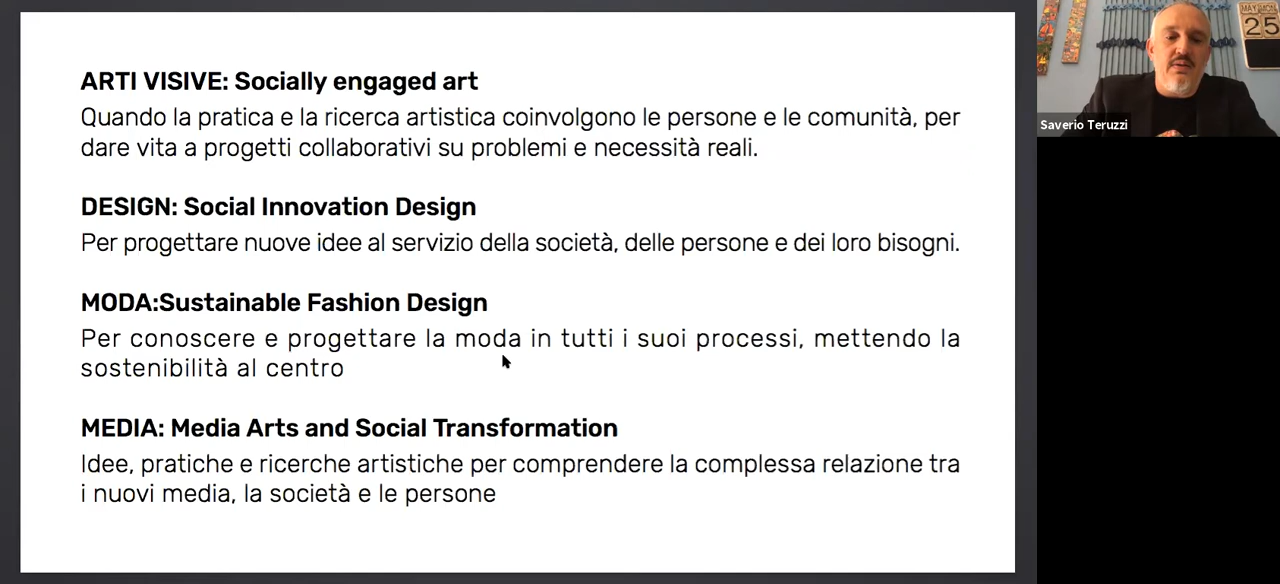 ARTI VISIVE: Socially engaged art
Quando la pratica e la ricerca artistica coinvolgono le persone e le comunità, per
dare vita a progetti collaborativi su problemi e necessità reali.
DESIGN: Social Innovation Design
Per progettare nuove idee al servizio della società, delle persone e dei loro bisogni.
MODA:Sustainable Fashion Design
Per conoscere e progettare la moda in tutti i suoi processi, mettendo la
sostenibilità al centro
MEDIA: Media Arts and Social Transformation
Idee, pratiche e ricerche artistiche per comprendere la complessa relazione tra
i nuovi media, la società e le persone
MAY MON
25
Saverio Teruzzi